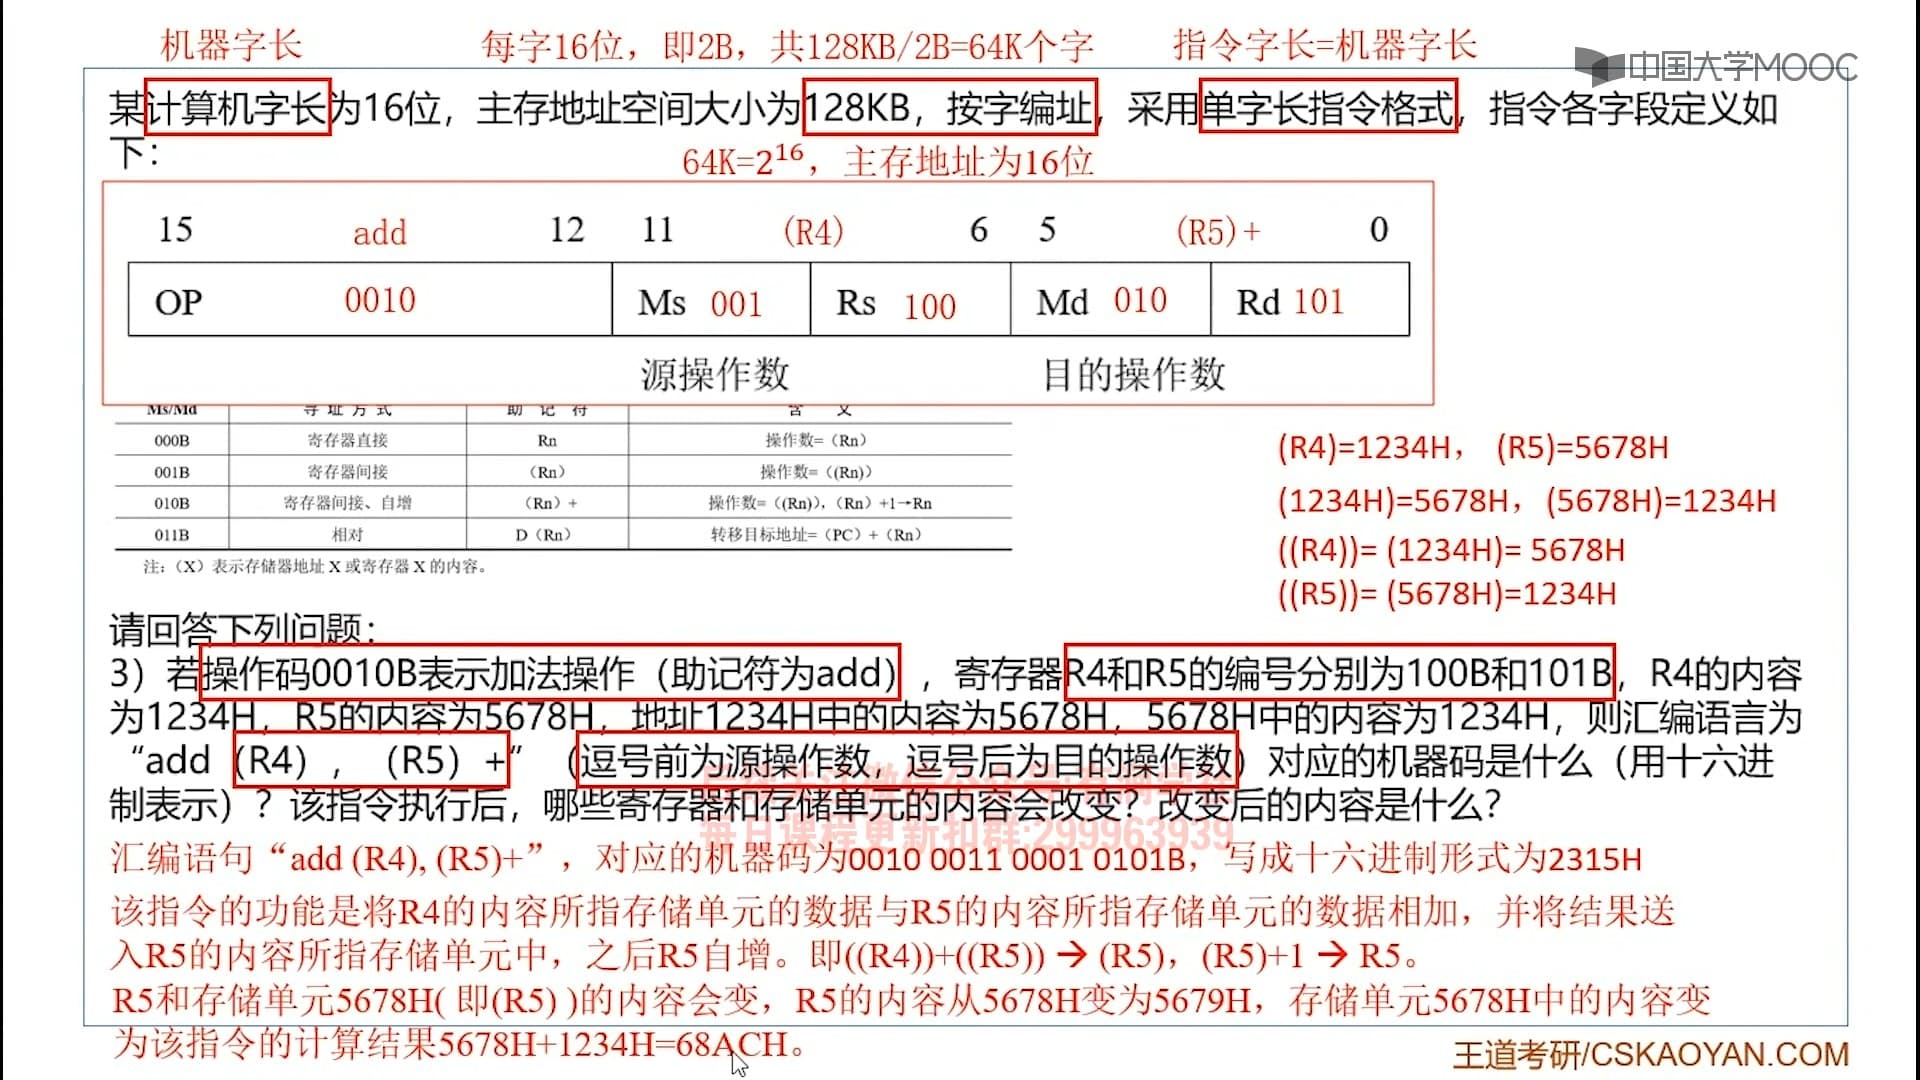 机器字长 每字16位，即2B，共128KB/2B=64K个字 指令字长=机器字长
中国大学MOOC
某计算机字长为16位，主存地址空间大小为128KB，按字编址，采用单字长指令格式，指令各字段定义如
下：
64K=2¹⁶，主存地址为16位
15 add 12 11 (R4) 6 5 (R5)+ 0
OP 0010 Ms 001 Rs 100 Md 010 Rd 101
源操作数 目的操作数
Ms/Md 寻址方式 助记符 含义
000B 寄存器直接 Rn 操作数=（Rn）
001B 寄存器间接 （Rn） 操作数=（(Rn)）
010B 寄存器间接、自增 （Rn）+ 操作数=（(Rn)），（Rn）+1→Rn
011B 相对 D（Rn） 转移目标地址=（PC）+（Rn）
注：（X）表示存储器地址 X 或寄存器 X 的内容。
(R4)=1234H， (R5)=5678H
(1234H)=5678H，(5678H)=1234H
((R4))= (1234H)= 5678H
((R5))= (5678H)=1234H
请回答下列问题：
3）若操作码0010B表示加法操作（助记符为add），寄存器R4和R5的编号分别为100B和101B，R4的内容
为1234H，R5的内容为5678H，地址1234H中的内容为5678H，5678H中的内容为1234H，则汇编语言为
“add（R4），（R5）+”（逗号前为源操作数，逗号后为目的操作数）对应的机器码是什么（用十六进
制表示）？该指令执行后，哪些寄存器和存储单元的内容会改变？改变后的内容是什么？
每日课程更新扣群:299963939
汇编语句“add (R4), (R5)+”，对应的机器码为0010 0011 0001 0101B，写成十六进制形式为2315H
该指令的功能是将R4的内容所指存储单元的数据与R5的内容所指存储单元的数据相加，并将结果送
入R5的内容所指存储单元中，之后R5自增。即((R4))+((R5)) → (R5)，(R5)+1 → R5。
R5和存储单元5678H( 即(R5) )的内容会变，R5的内容从5678H变为5679H，存储单元5678H中的内容变
为该指令的计算结果5678H+1234H=68ACH。
王道考研/CSKAOYAN.COM